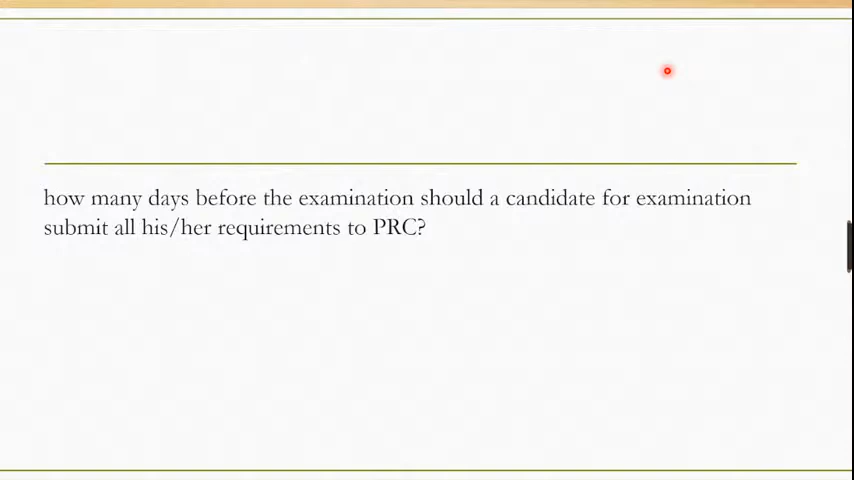 how many days before the examination should a candidate for examination
submit all his/her requirements to PRC?